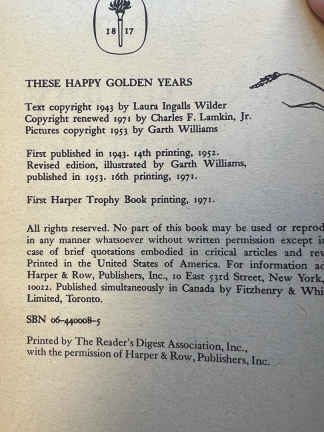 18 17
THESE HAPPY GOLDEN YEARS
Text copyright 1943 by Laura Ingalls Wilder
Copyright renewed 1971 by Charles F. Lamkin, Jr.
Pictures copyright 1953 by Garth Williams
First published in 1943. 14th printing, 1952.
Revised edition, illustrated by Garth Williams,
published in 1953. 16th printing, 1971.
First Harper Trophy Book printing, 1971.
All rights reserved. No part of this book may be used or reprod
in any manner whatsoever without written permission except i
case of brief quotations embodied in critical articles and rev
Printed in the United States of America. For information ad
Harper & Row, Publishers, Inc., 10 East 53rd Street, New York,
10022. Published simultaneously in Canada by Fitzhenry & Whi
Limited, Toronto.
SBN 06-440008-5
Printed by The Reader's Digest Association, Inc.,
with the permission of Harper & Row, Publishers, Inc.